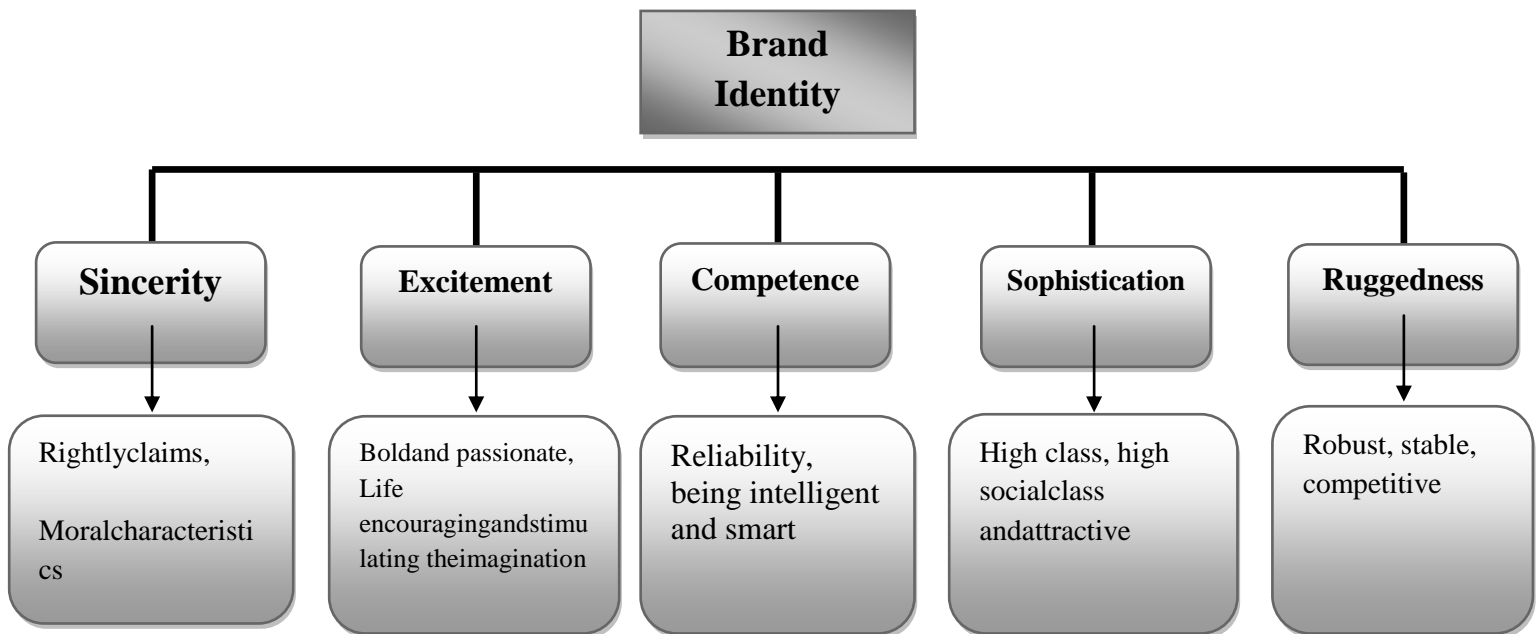 Brand
Identity
Sincerity
Excitement
Competence
Sophistication
Ruggedness
Rightlyclaims,
Moralcharacteristi
cs
Boldand passionate,
Life
encouragingandstimu
lating theimagination
Reliability,
being intelligent
and smart
High class, high
socialclass
andattractive
Robust, stable,
competitive